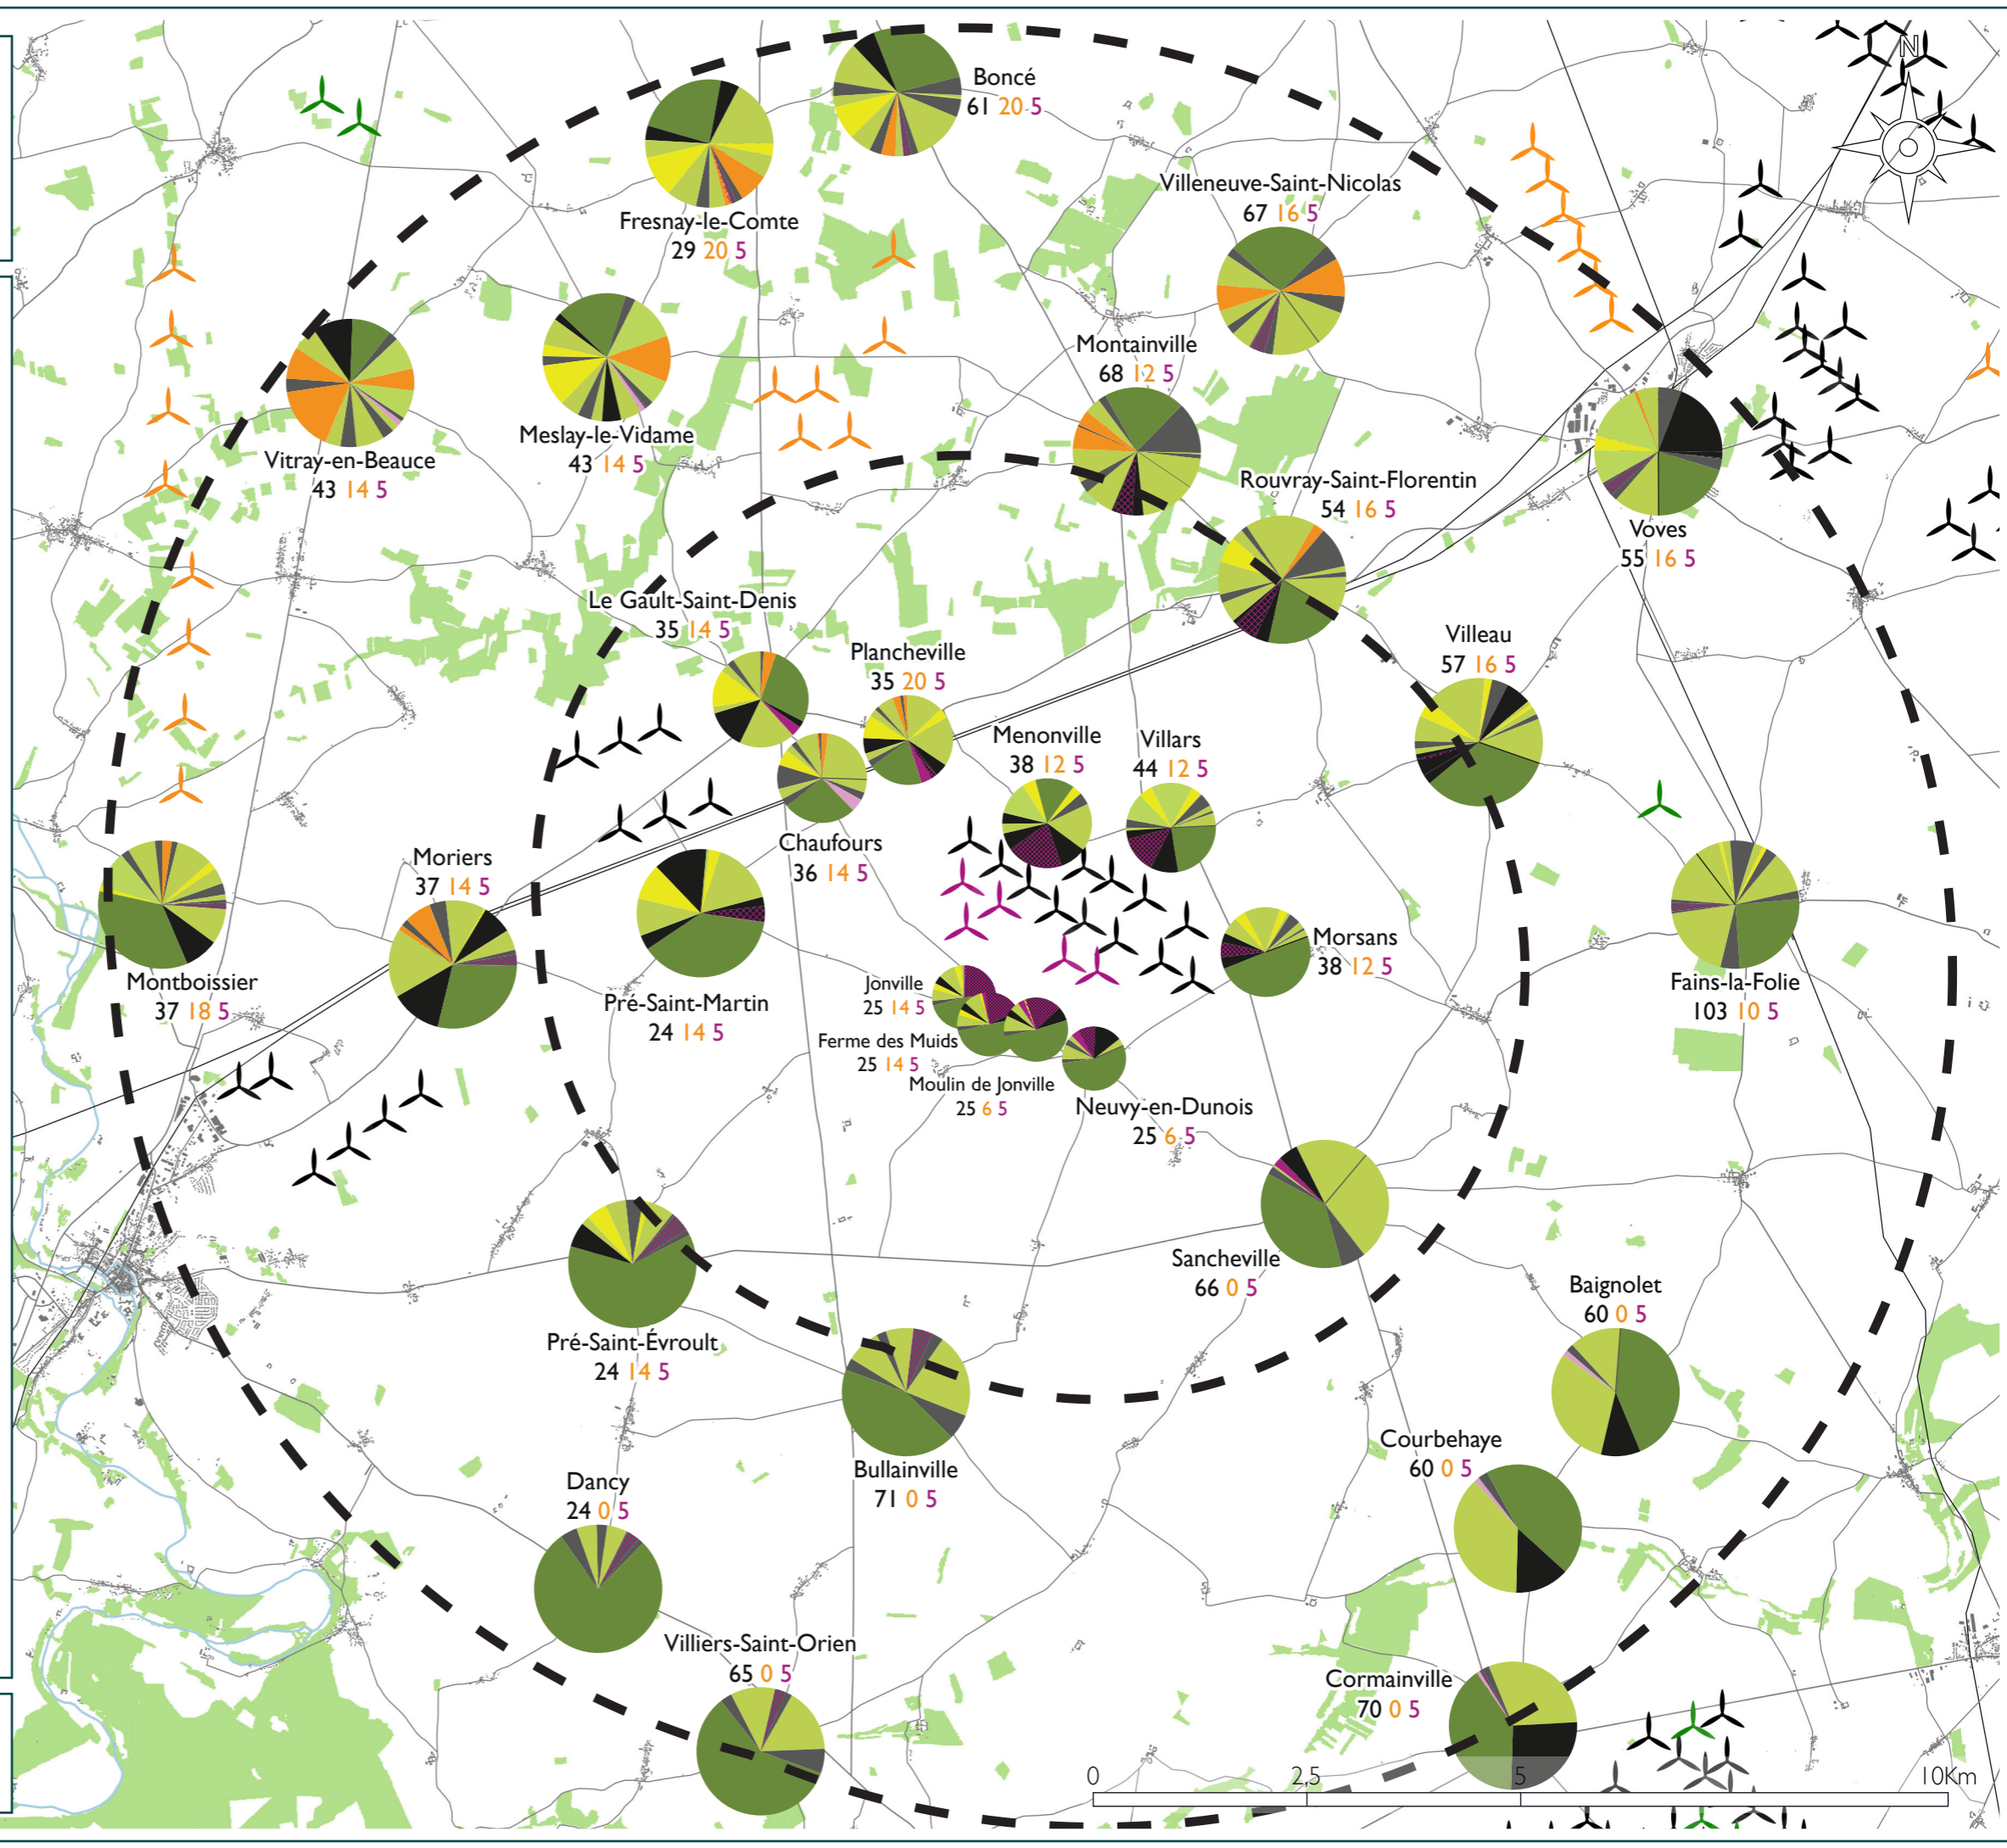 N
Boncé
61 20 5
Fresnay-le-Comte
29 20 5
Villeneuve-Saint-Nicolas
67 16 5
Montainville
68 12 5
Meslay-le-Vidame
43 14 5
Vitray-en-Beauce
43 14 5
Rouvray-Saint-Florentin
54 16 5
Voves
55 16 5
Le Gault-Saint-Denis
35 14 5
Plancheville
35 20 5
Villeau
57 16 5
Menonville
38 12 5
Villars
44 12 5
Chaufours
36 14 5
Moriers
37 14 5
Montboissier
37 18 5
Pré-Saint-Martin
24 14 5
Morsans
38 12 5
Fains-la-Folie
103 10 5
Jonville
25 14 5
Ferme des Muids
25 14 5
Moulin de Jonville
25 6 5
Neuvy-en-Dunois
25 6 5
Sancheville
66 0 5
Baignolet
60 0 5
Pré-Saint-Évroult
24 14 5
Courbehaye
60 0 5
Bullainville
71 0 5
Dancy
24 0 5
Villiers-Saint-Orien
65 0 5
Cormainville
70 0 5
0 2,5 5 10Km